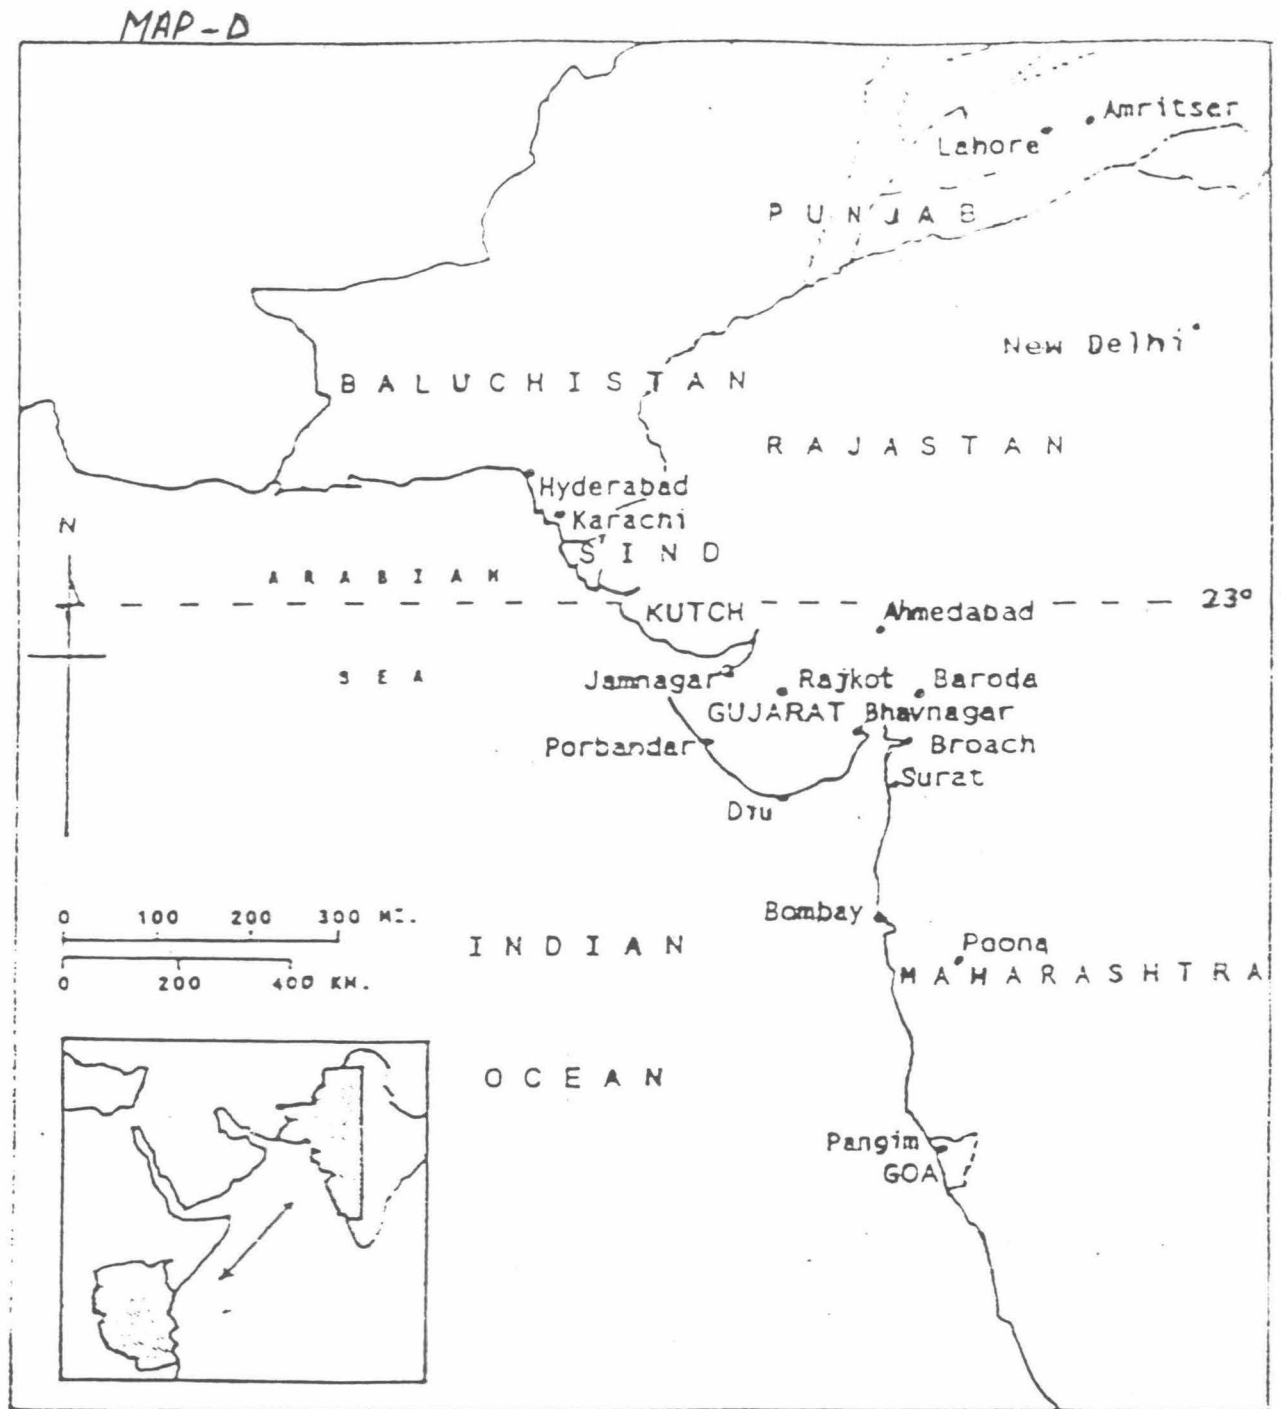 MAP-D
Amritser
Lahore
PUNJAB
New Delhi
BALUCHISTAN
RAJASTAN
Hyderabad
Karachi
N
SIND
ARABIAM
23°
KUTCH
Ahmedabad
SEA
Jamnagar
Rajkot
Baroda
GUJARAT
Bhavnagar
Porbandar
Broach
Surat
Diu
0 100 200 300 MI.
Bombay
INDIAN
Poona
MAHARASHTRA
0 200 400 KM.
OCEAN
Pangim
GOA